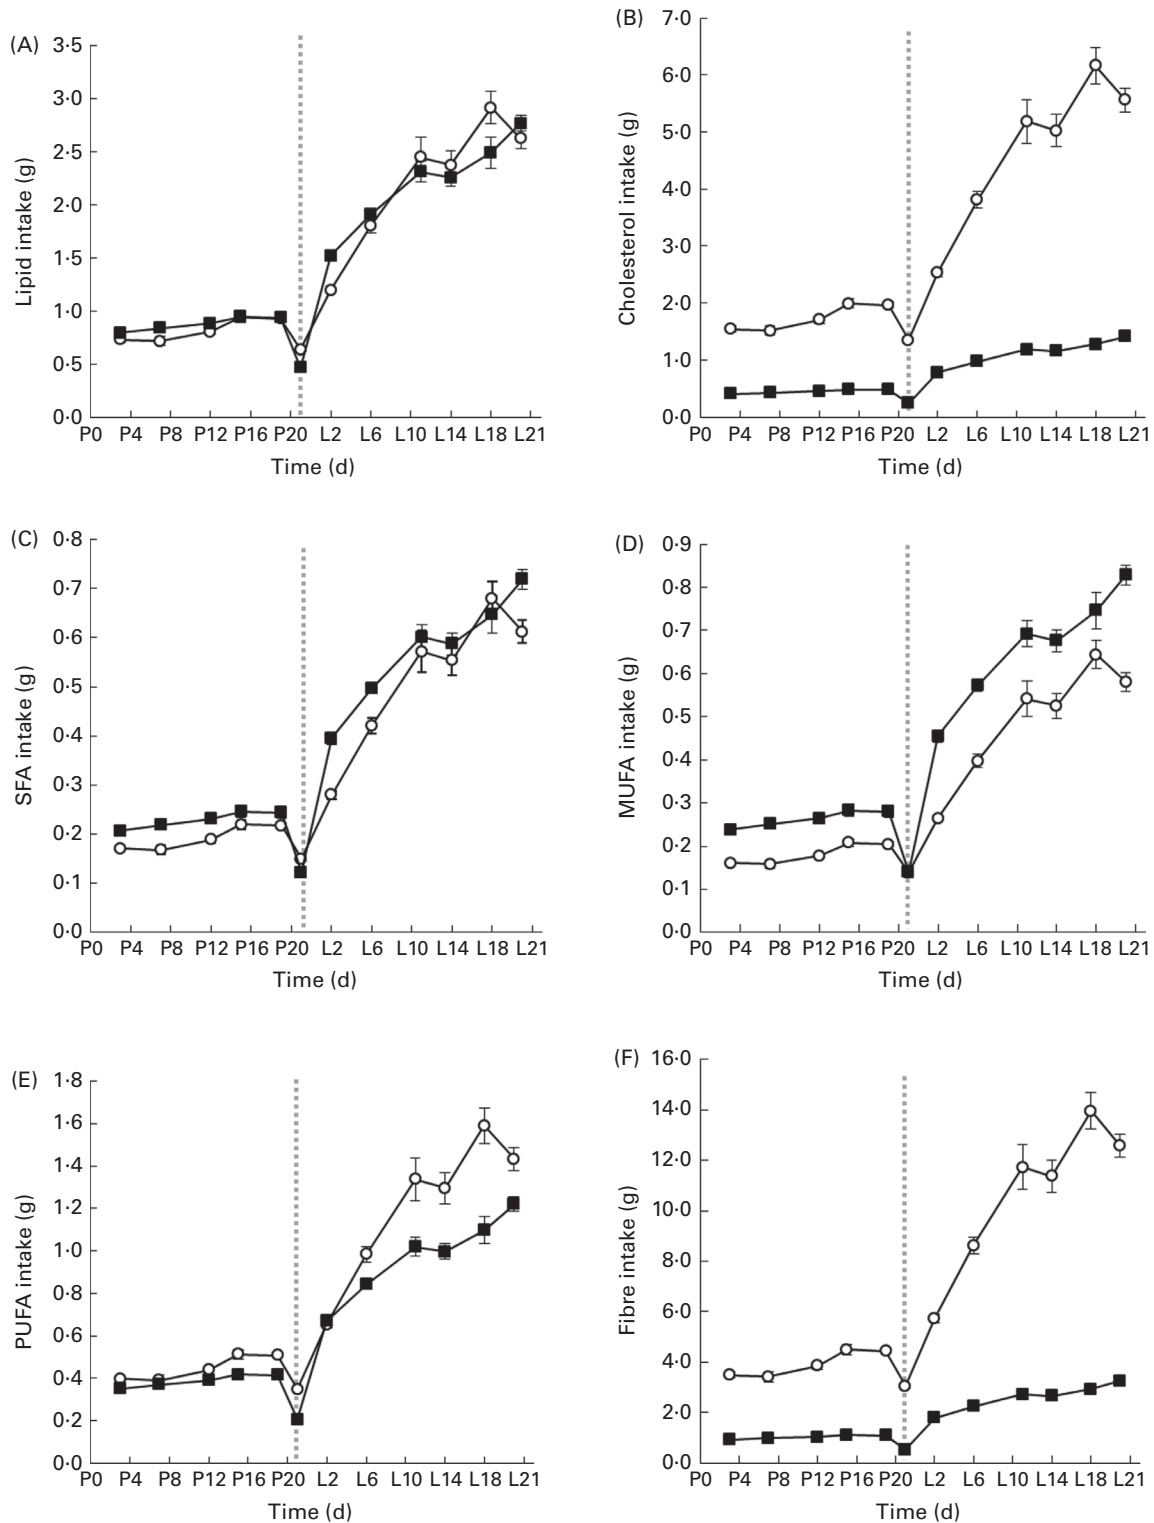 (A)
3·5
3·0
2·5
2·0
1·5
1·0
0·5
0·0
Lipid intake (g)
P0 P4 P8 P12 P16 P20 L2 L6 L10 L14 L18 L21
Time (d)
(B)
7·0
6·0
5·0
4·0
3·0
2·0
1·0
0·0
Cholesterol intake (g)
P0 P4 P8 P12 P16 P20 L2 L6 L10 L14 L18 L21
Time (d)
(C)
0·8
0·7
0·6
0·5
0·4
0·3
0·2
0·1
0·0
SFA intake (g)
P0 P4 P8 P12 P16 P20 L2 L6 L10 L14 L18 L21
Time (d)
(D)
0·9
0·8
0·7
0·6
0·5
0·4
0·3
0·2
0·1
0·0
MUFA intake (g)
P0 P4 P8 P12 P16 P20 L2 L6 L10 L14 L18 L21
Time (d)
(E)
1·8
1·6
1·4
1·2
1·0
0·8
0·6
0·4
0·2
0·0
PUFA intake (g)
P0 P4 P8 P12 P16 P20 L2 L6 L10 L14 L18 L21
Time (d)
(F)
16·0
14·0
12·0
10·0
8·0
6·0
4·0
2·0
0·0
Fibre intake (g)
P0 P4 P8 P12 P16 P20 L2 L6 L10 L14 L18 L21
Time (d)